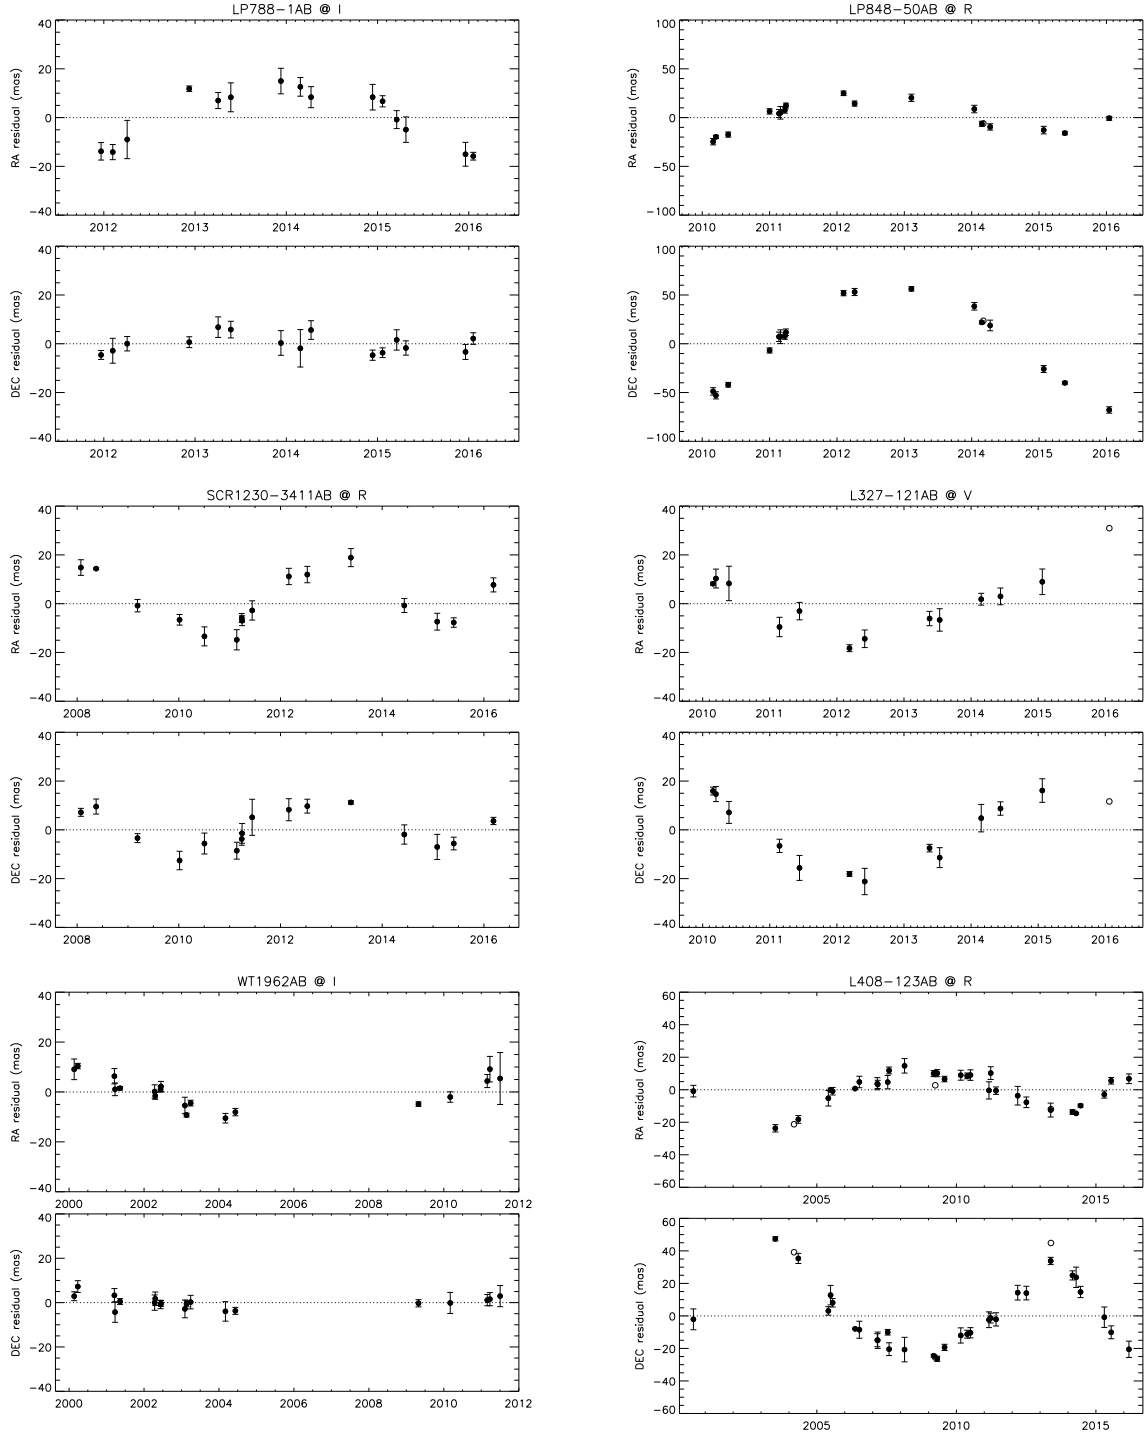 LP788-1AB @ I
RA residual (mas)
40
20
0
-20
-40
2012 2013 2014 2015 2016
DEC residual (mas)
40
20
0
-20
-40
2012 2013 2014 2015 2016
LP848-50AB @ R
RA residual (mas)
100
50
0
-50
-100
2010 2011 2012 2013 2014 2015 2016
DEC residual (mas)
100
50
0
-50
-100
2010 2011 2012 2013 2014 2015 2016
SCR1230-3411AB @ R
RA residual (mas)
40
20
0
-20
-40
2008 2010 2012 2014 2016
DEC residual (mas)
40
20
0
-20
-40
2008 2010 2012 2014 2016
L327-121AB @ V
RA residual (mas)
40
20
0
-20
-40
2010 2011 2012 2013 2014 2015 2016
DEC residual (mas)
40
20
0
-20
-40
2010 2011 2012 2013 2014 2015 2016
WT1962AB @ I
RA residual (mas)
40
20
0
-20
-40
2000 2002 2004 2006 2008 2010 2012
DEC residual (mas)
40
20
0
-20
-40
2000 2002 2004 2006 2008 2010 2012
L408-123AB @ R
RA residual (mas)
60
40
20
0
-20
-40
-60
2005 2010 2015
DEC residual (mas)
60
40
20
0
-20
-40
-60
2005 2010 2015